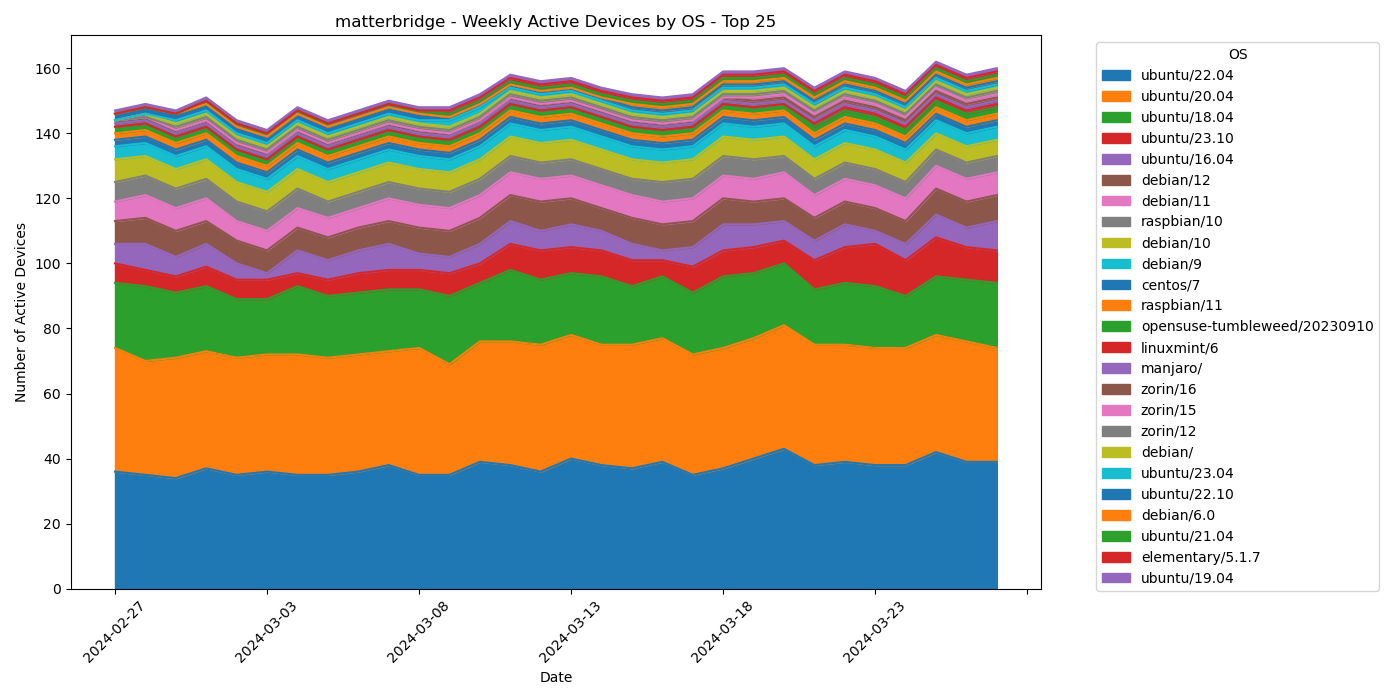 matterbridge - Weekly Active Devices by OS - Top 25
Number of Active Devices
160
140
120
100
80
60
40
20
0
2024-02-27
2024-03-03
2024-03-08
2024-03-13
2024-03-18
2024-03-23
Date
OS
ubuntu/22.04
ubuntu/20.04
ubuntu/18.04
ubuntu/23.10
ubuntu/16.04
debian/12
debian/11
raspbian/10
debian/10
debian/9
centos/7
raspbian/11
opensuse-tumbleweed/20230910
linuxmint/6
manjaro/
zorin/16
zorin/15
zorin/12
debian/
ubuntu/23.04
ubuntu/22.10
debian/6.0
ubuntu/21.04
elementary/5.1.7
ubuntu/19.04